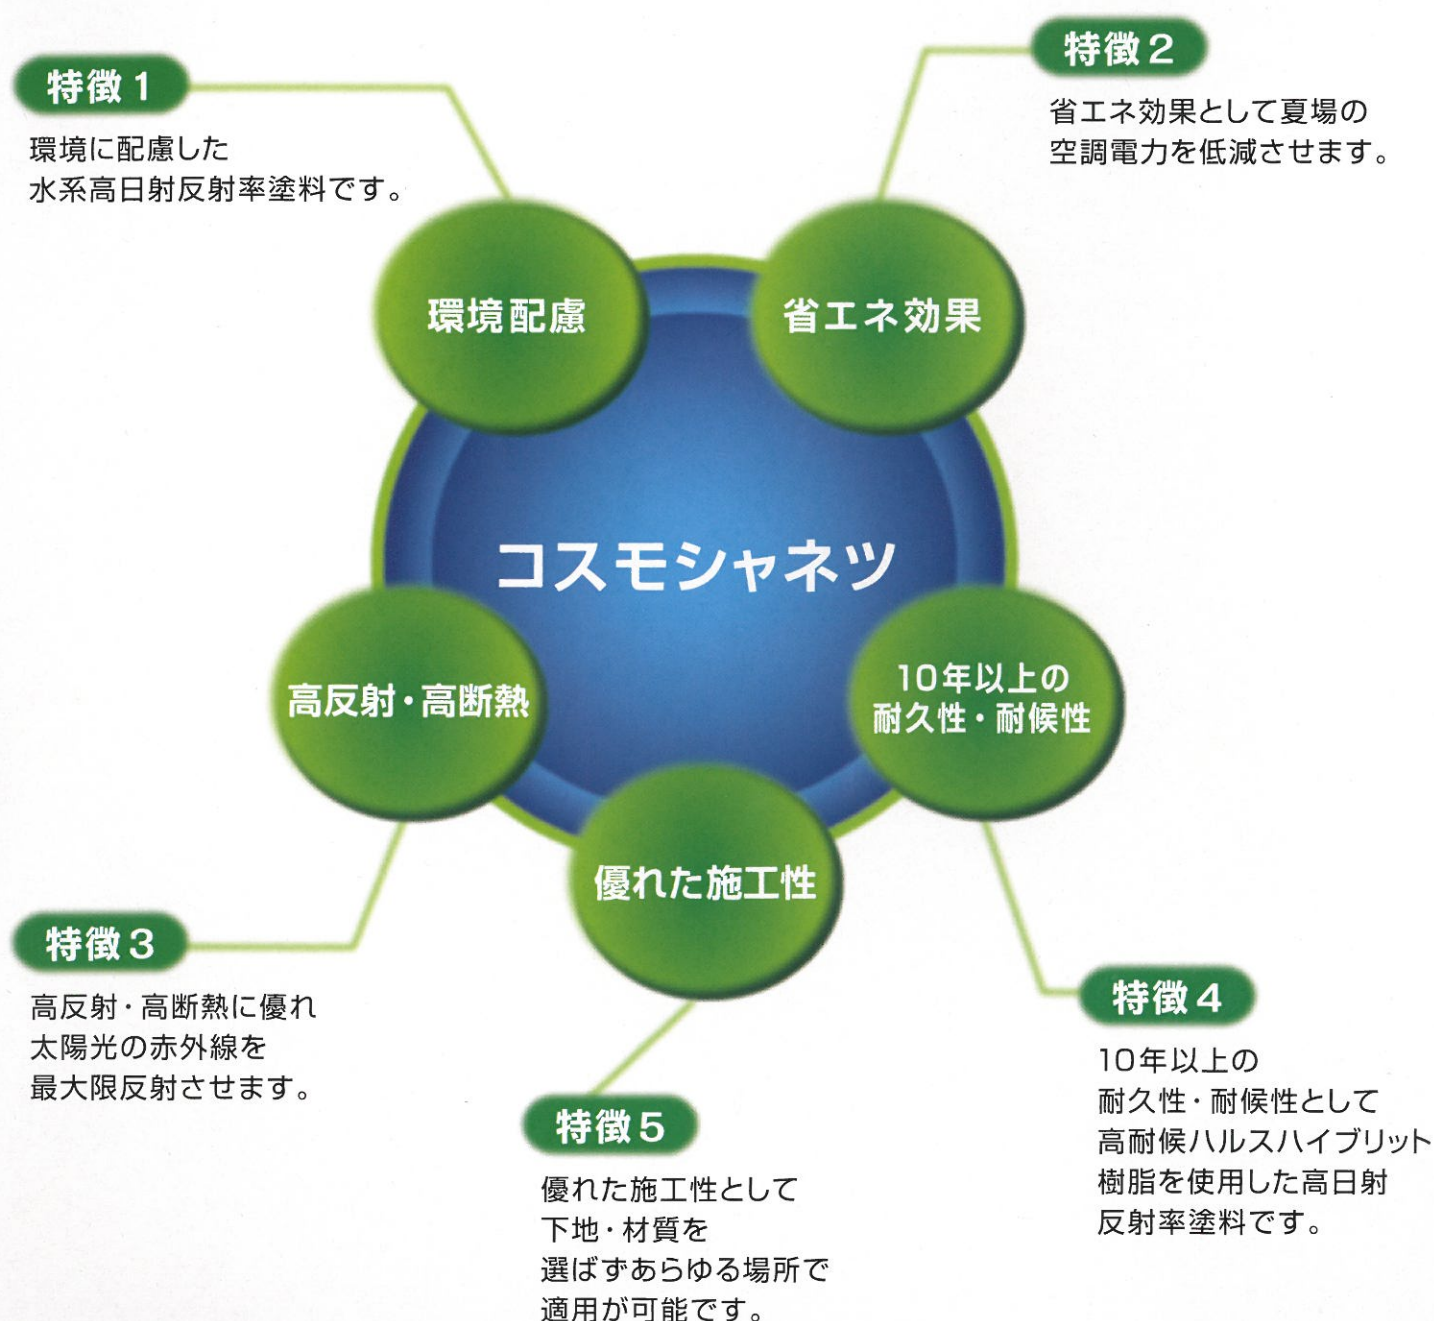 特徴1
環境に配慮した
水系高日射反射率塗料です。
特徴2
省エネ効果として夏場の
空調電力を低減させます。
環境配慮
省エネ効果
コスモシャネツ
高反射・高断熱
10年以上の
耐久性・耐候性
優れた施工性
特徴3
高反射・高断熱に優れ
太陽光の赤外線を
最大限反射させます。
特徴4
10年以上の
耐久性・耐候性として
高耐候ハルスハイブリット
樹脂を使用した高日射
反射率塗料です。
特徴5
優れた施工性として
下地・材質を
選ばずあらゆる場所で
適用が可能です。